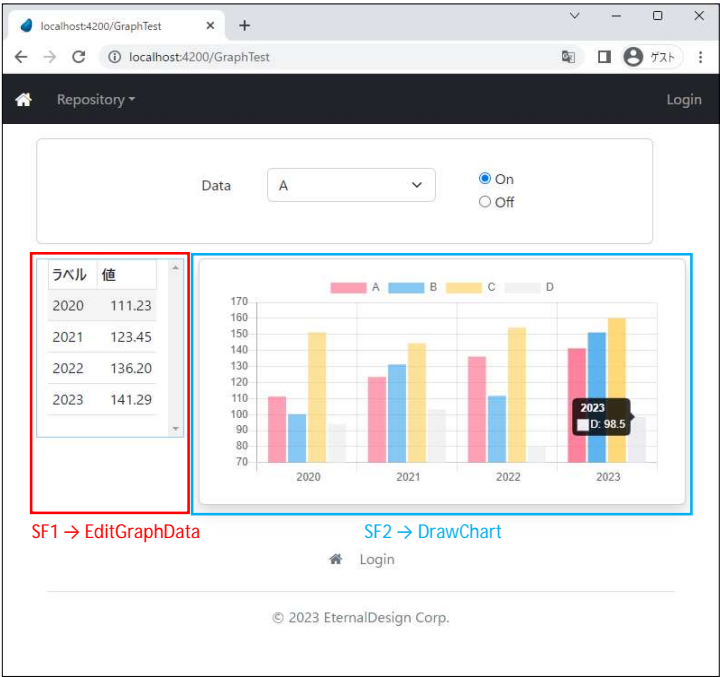 localhost:4200/GraphTest
localhost:4200/GraphTest ゲスト
Repository Login
Data A On
Off
ラベル 値
2020 111.23
2021 123.45
2022 136.20
2023 141.29
A B C D
170
160
150
140
130
120
110
100
90
80
70
2020 2021 2022 2023
2023
D: 98.5
SF1 → EditGraphData SF2 → DrawChart
Login
© 2023 EternalDesign Corp.